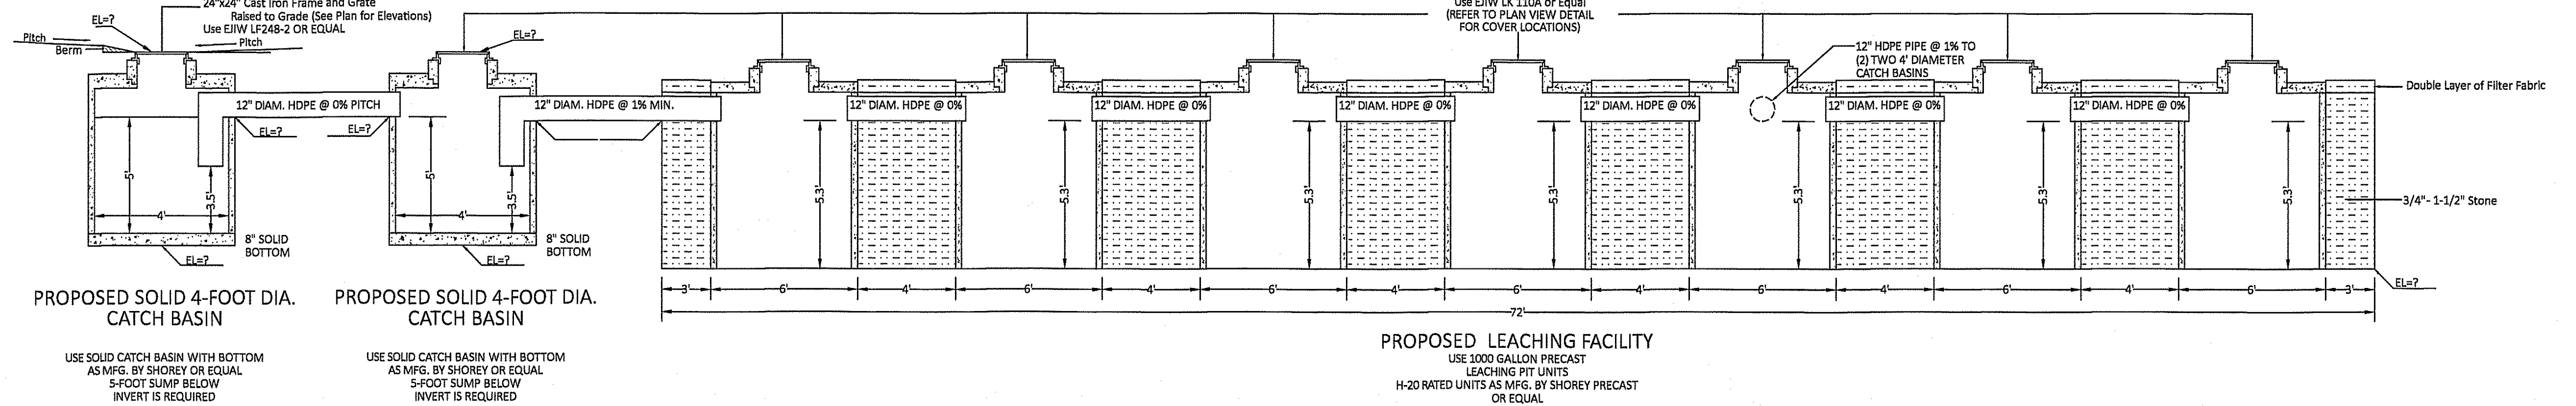 24"x24" Cast Iron Frame and Grate
Raised to Grade (See Plan for Elevations)
Use EJIW LF248-2 OR EQUAL
EL=?
Pitch
Berm
Pitch
EL=?
Use EJIW LK 110A or Equal
(REFER TO PLAN VIEW DETAIL
FOR COVER LOCATIONS)
12" HDPE PIPE @ 1% TO
(2) TWO 4' DIAMETER
CATCH BASINS
Double Layer of Filter Fabric
12" DIAM. HDPE @ 0% PITCH
12" DIAM. HDPE @ 1% MIN.
12" DIAM. HDPE @ 0%
12" DIAM. HDPE @ 0%
12" DIAM. HDPE @ 0%
12" DIAM. HDPE @ 0%
12" DIAM. HDPE @ 0%
12" DIAM. HDPE @ 0%
EL=?
EL=?
5'
3.5'
4'
5'
3.5'
4'
5.3'
5.3'
5.3'
5.3'
5.3'
5.3'
5.3'
3/4"- 1-1/2" Stone
8" SOLID
BOTTOM
EL=?
8" SOLID
BOTTOM
EL=?
3'
6'
4'
6'
4'
6'
4'
6'
4'
6'
4'
6'
4'
6'
3'
EL=?
72'
PROPOSED SOLID 4-FOOT DIA.
CATCH BASIN
USE SOLID CATCH BASIN WITH BOTTOM
AS MFG. BY SHOREY OR EQUAL
5-FOOT SUMP BELOW
INVERT IS REQUIRED
PROPOSED SOLID 4-FOOT DIA.
CATCH BASIN
USE SOLID CATCH BASIN WITH BOTTOM
AS MFG. BY SHOREY OR EQUAL
5-FOOT SUMP BELOW
INVERT IS REQUIRED
PROPOSED LEACHING FACILITY
USE 1000 GALLON PRECAST
LEACHING PIT UNITS
H-20 RATED UNITS AS MFG. BY SHOREY PRECAST
OR EQUAL